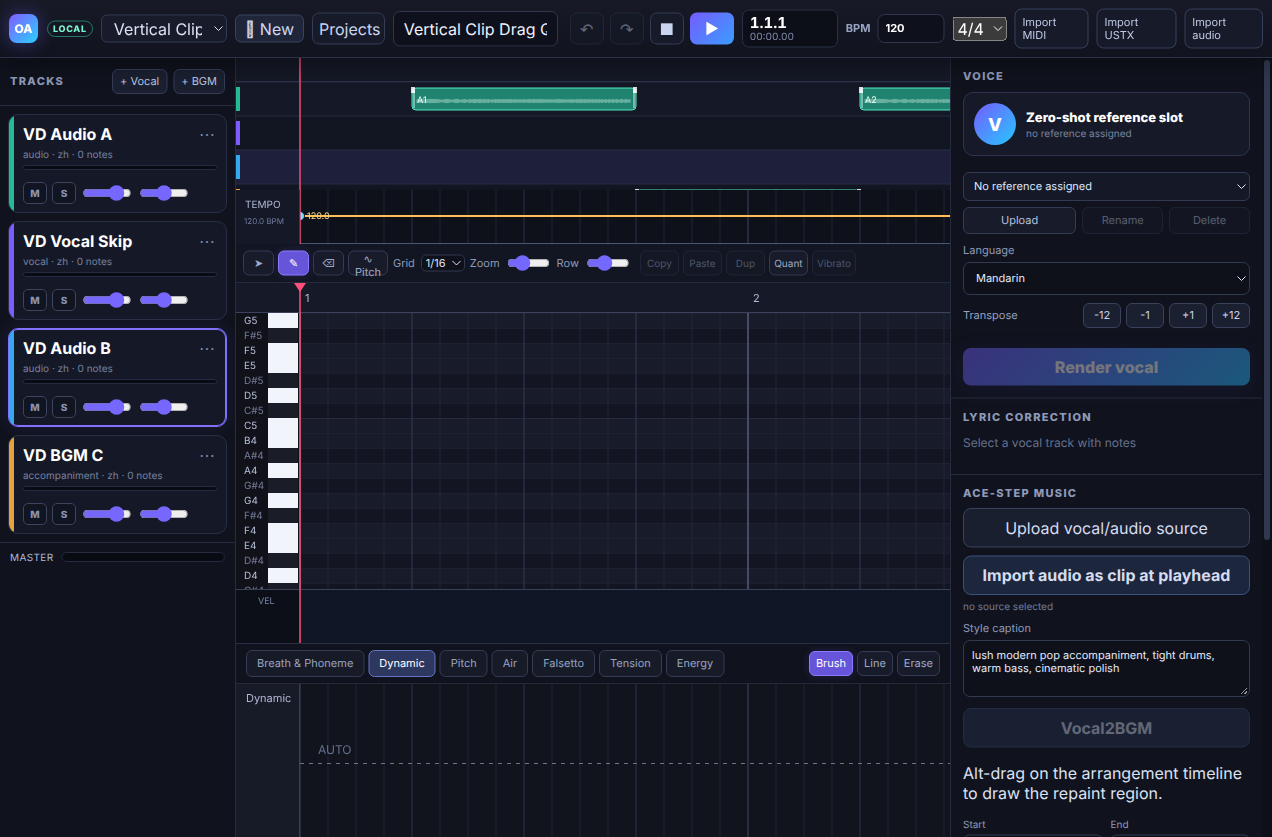 OA
LOCAL
Vertical Clip
New
Projects
Vertical Clip Drag
1.1.1
00:00.00
BPM
120
4/4
Import MIDI
Import USTX
Import audio
TRACKS
+ Vocal
+ BGM
VD Audio A
audio · zh · 0 notes
M
S
VD Vocal Skip
vocal · zh · 0 notes
M
S
VD Audio B
audio · zh · 0 notes
M
S
VD BGM C
accompaniment · zh · 0 notes
M
S
MASTER
A1
A2
TEMPO
120.0 BPM
120.0
Pitch
Grid
1/16
Zoom
Row
Copy
Paste
Dup
Quant
Vibrato
1
2
G5
F#5
F5
E5
D#5
D5
C#5
C5
B4
A#4
A4
G#4
G4
F#4
F4
E4
D#4
D4
VEL
Breath & Phoneme
Dynamic
Pitch
Air
Falsetto
Tension
Energy
Brush
Line
Erase
Dynamic
AUTO
VOICE
V
Zero-shot reference slot
no reference assigned
No reference assigned
Upload
Rename
Delete
Language
Mandarin
Transpose
-12
-1
+1
+12
Render vocal
LYRIC CORRECTION
Select a vocal track with notes
ACE-STEP MUSIC
Upload vocal/audio source
Import audio as clip at playhead
no source selected
Style caption
lush modern pop accompaniment, tight drums,
warm bass, cinematic polish
Vocal2BGM
Alt-drag on the arrangement timeline
to draw the repaint region.
Start
End